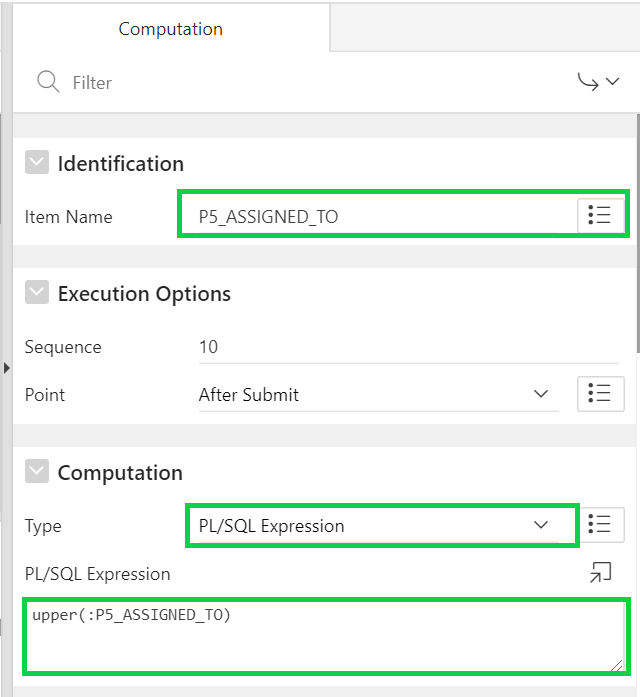 Computation
Filter
Identification
Item Name P5_ASSIGNED_TO
Execution Options
Sequence 10
Point After Submit
Computation
Type PL/SQL Expression
PL/SQL Expression
upper(:P5_ASSIGNED_TO)